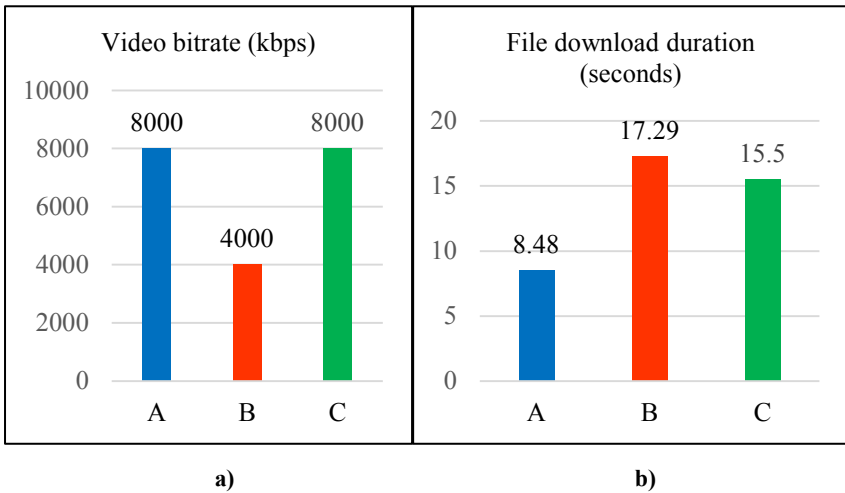 Video bitrate (kbps)
10000
8000
6000
4000
2000
0
8000
4000
8000
A B C
File download duration
(seconds)
20
15
10
5
0
8.48
17.29
15.5
A B C
a) b)